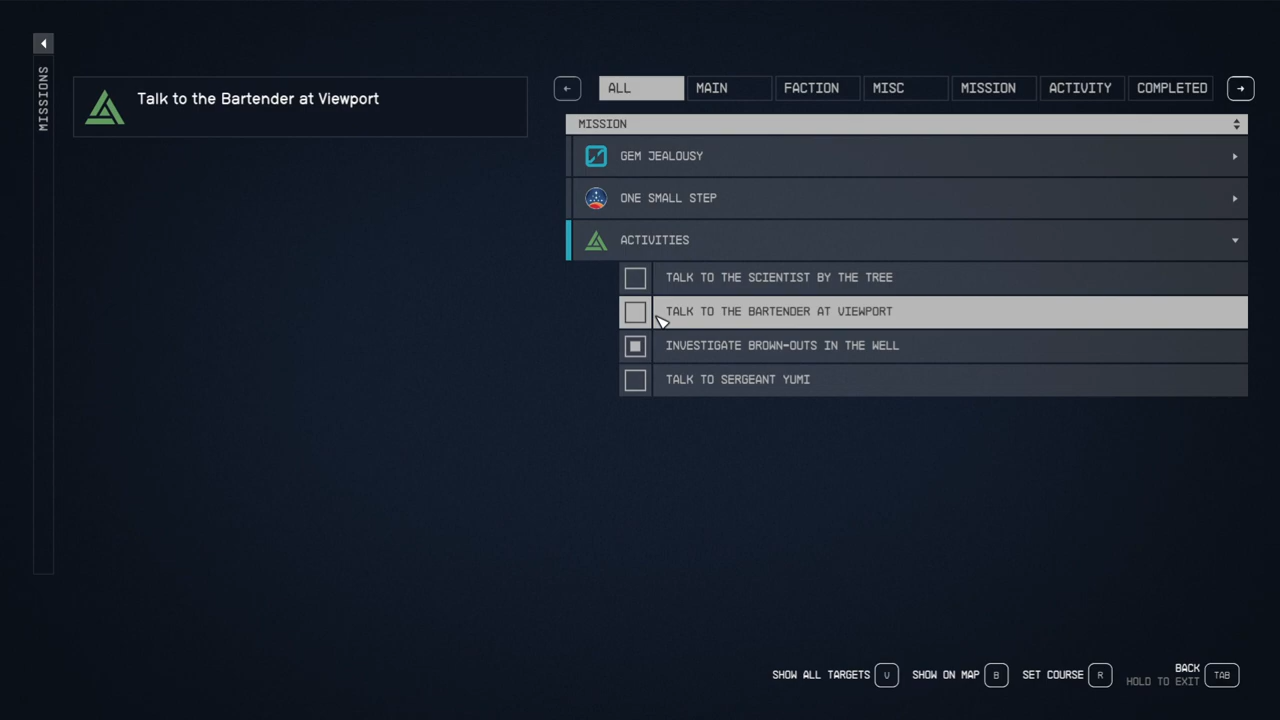 MISSIONS
Talk to the Bartender at Viewport
ALL MAIN FACTION MISC MISSION ACTIVITY COMPLETED
MISSION
GEM JEALOUSY
ONE SMALL STEP
ACTIVITIES
TALK TO THE SCIENTIST BY THE TREE
TALK TO THE BARTENDER AT VIEWPORT
INVESTIGATE BROWN-OUTS IN THE WELL
TALK TO SERGEANT YUMI
SHOW ALL TARGETS V SHOW ON MAP B SET COURSE R BACK TAB
HOLD TO EXIT